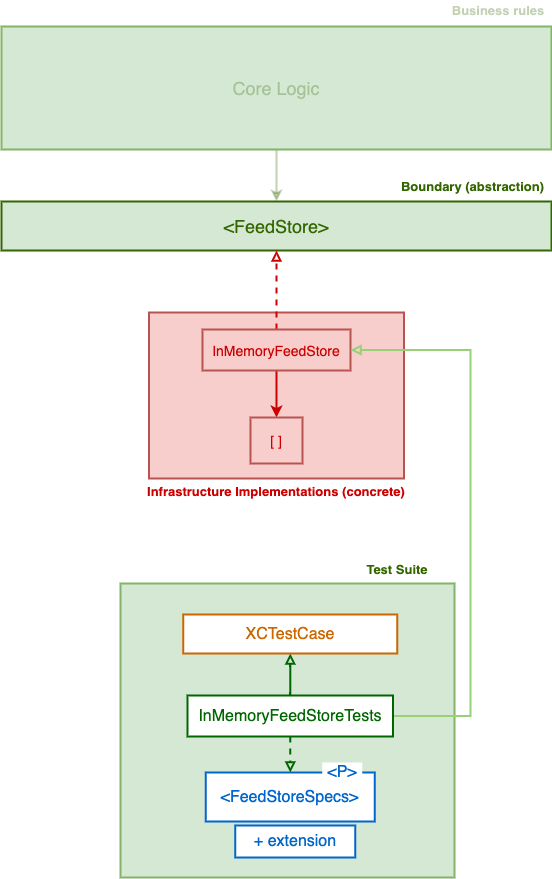 Business rules
Core Logic
Boundary (abstraction)
<FeedStore>
InMemoryFeedStore
[ ]
Infrastructure Implementations (concrete)
Test Suite
XCTestCase
InMemoryFeedStoreTests
<P>
<FeedStoreSpecs>
+ extension